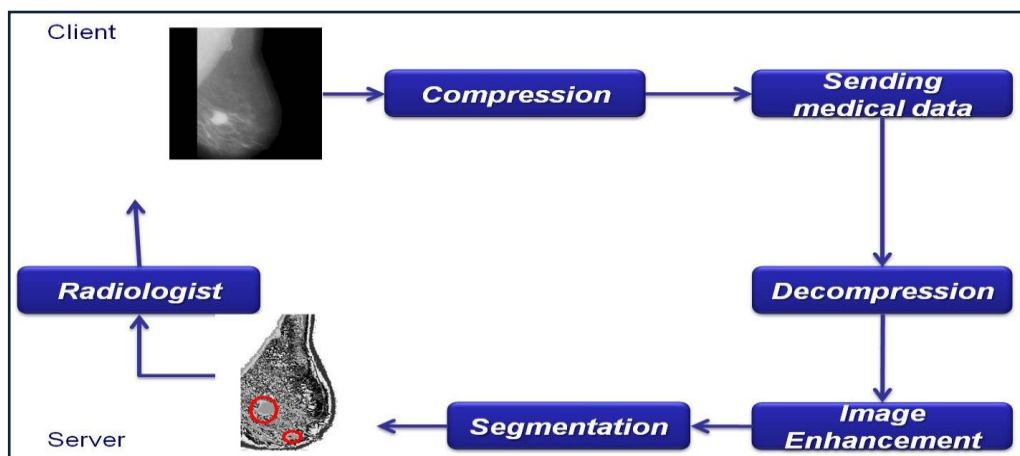 Client
Compression
Sending
medical data
Radiologist
Decompression
Server
Segmentation
Image
Enhancement